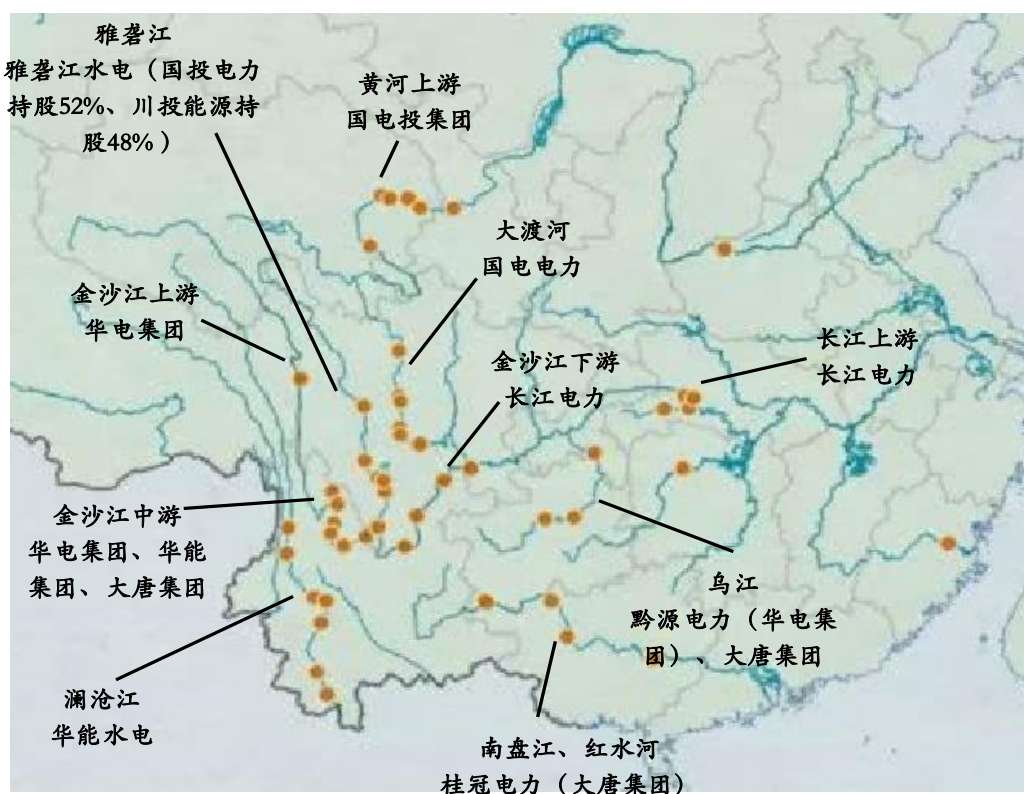 雅砻江
雅砻江水电（国投电力
持股52%、川投能源持
股48%）
黄河上游
国电投集团
大渡河
国电电力
金沙江上游
华电集团
金沙江下游
长江电力
长江上游
长江电力
金沙江中游
华电集团、华能
集团、大唐集团
乌江
黔源电力（华电集
团）、大唐集团
澜沧江
华能水电
南盘江、红水河
桂冠电力（大唐集团）